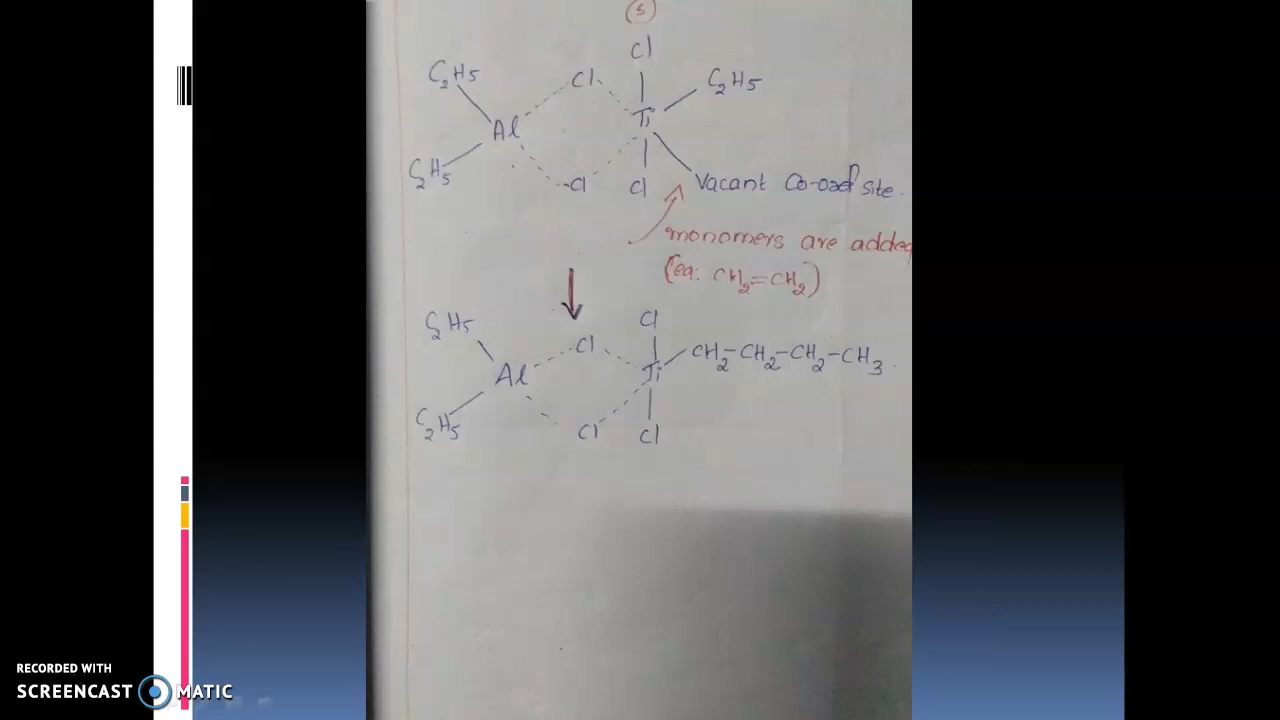 5
Cl
C2H5 Cl C2H5
Al Ti
C2H5 Cl Cl Vacant Co-ord site.
monomers are added
(eq: CH2=CH2)
C2H5 Cl Cl
Al Ti CH2-CH2-CH2-CH3
C2H5 Cl Cl
RECORDED WITH
SCREENCAST MATIC